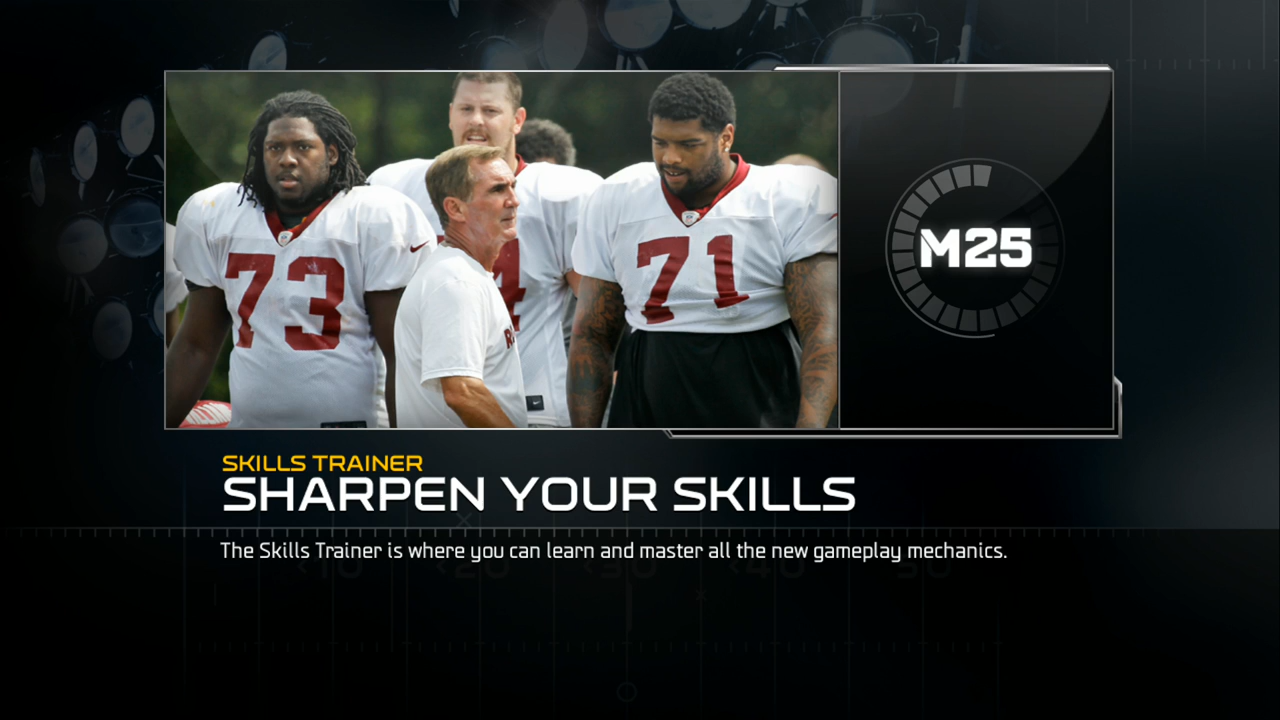 73
71
M25
SKILLS TRAINER
SHARPEN YOUR SKILLS
The Skills Trainer is where you can learn and master all the new gameplay mechanics.